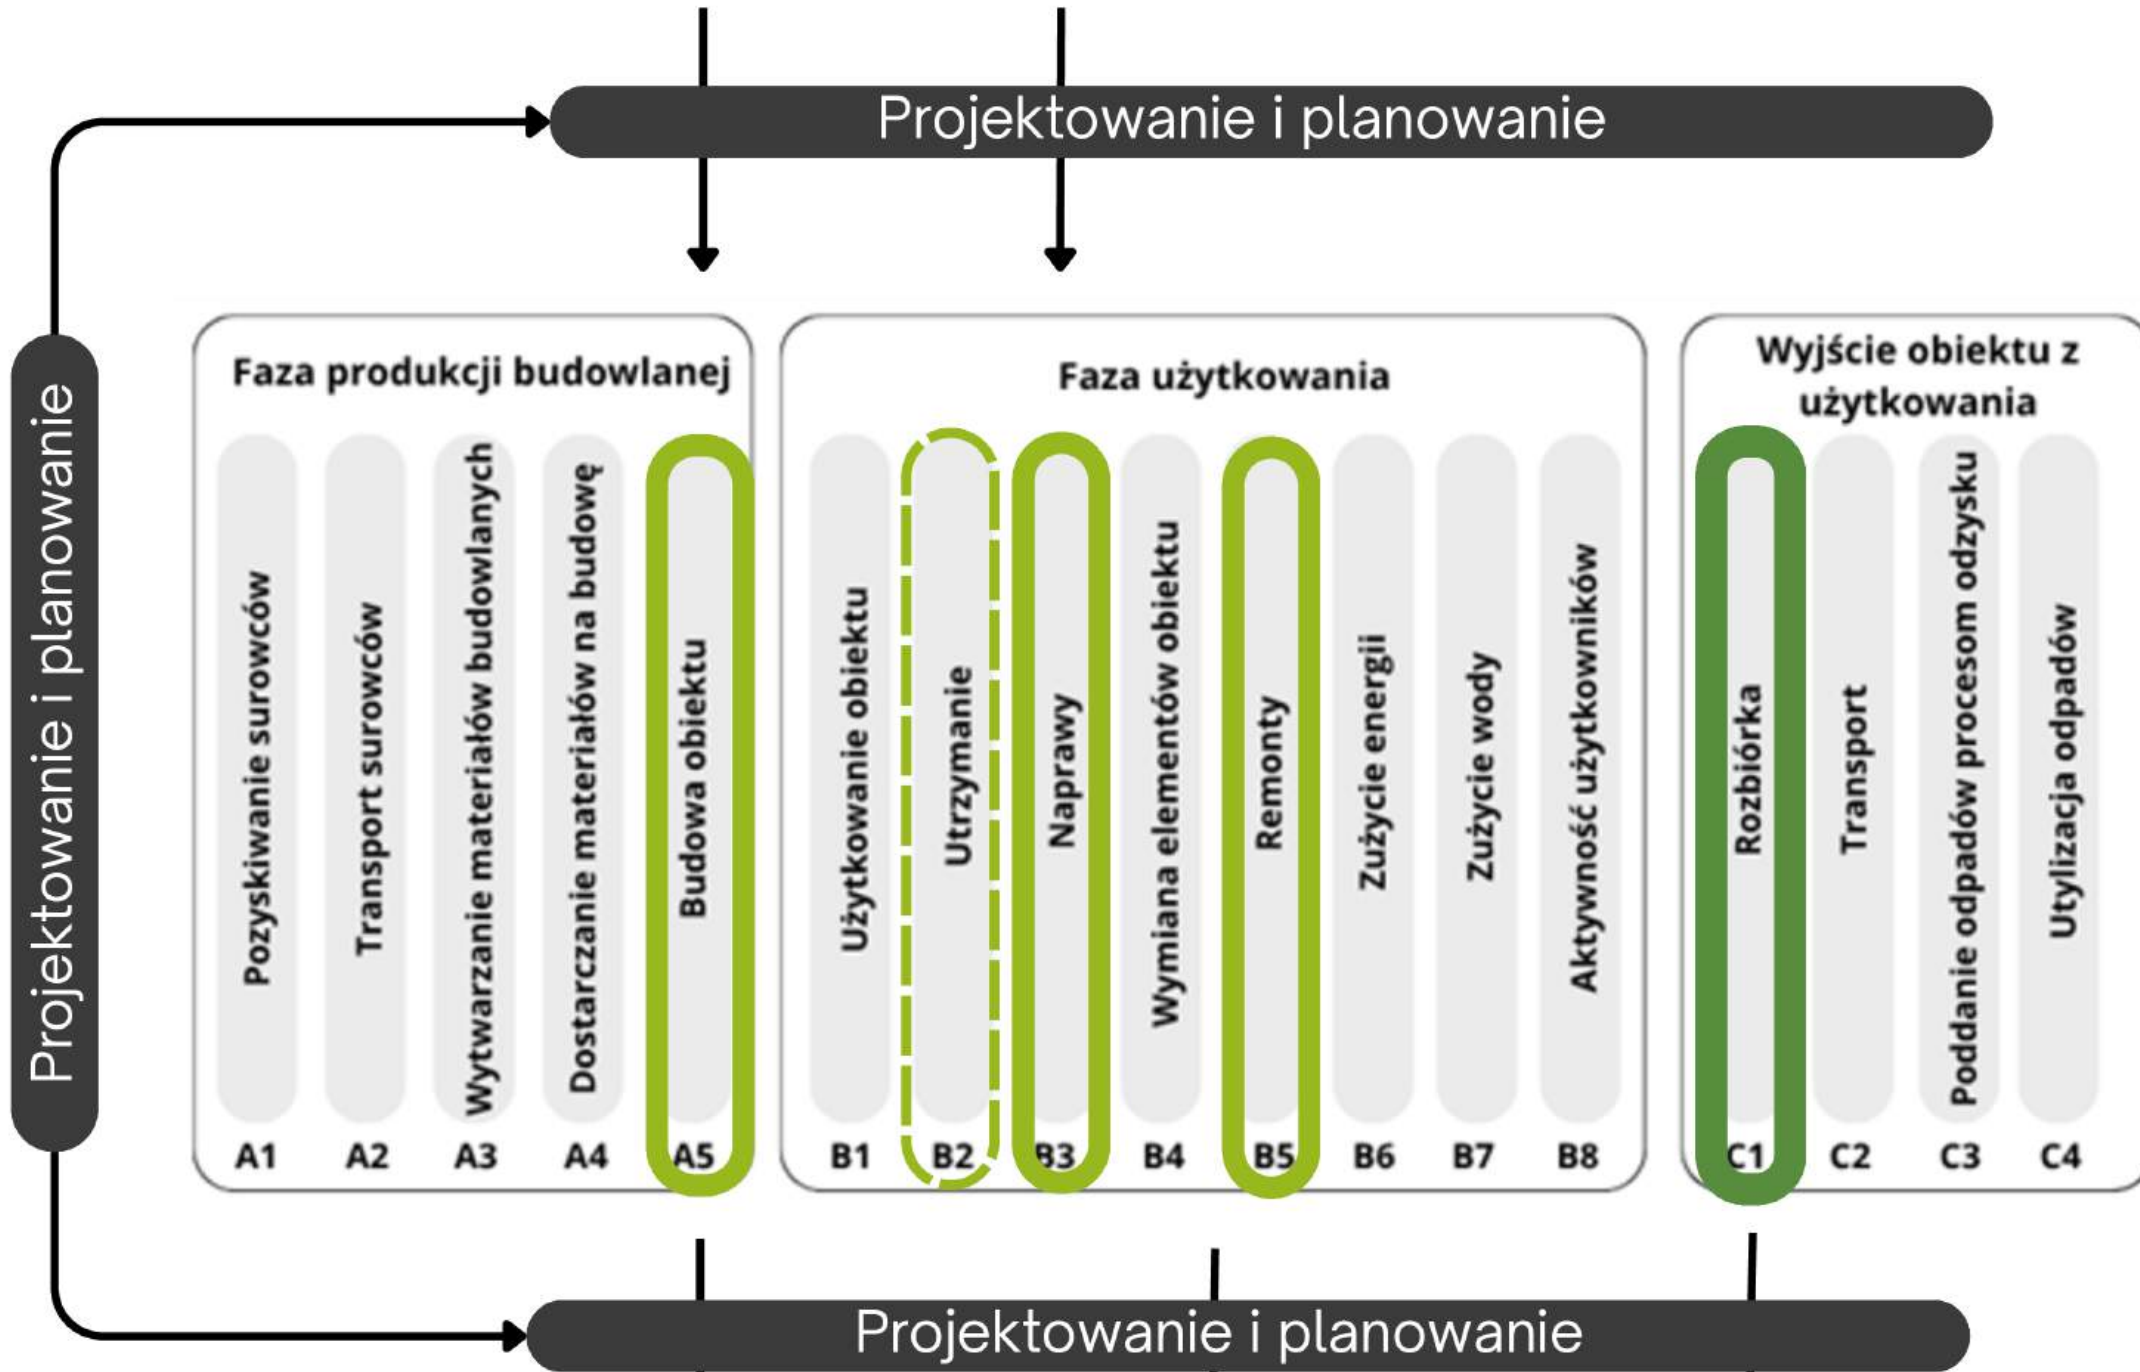 Projektowanie i planowanie
Projektowanie i planowanie
Faza produkcji budowlanej
Pozyskiwanie surowców
Transport surowców
Wytwarzanie materiałów budowlanych
Dostarczanie materiałów na budowę
Budowa obiektu
A1 A2 A3 A4 A5
Faza użytkowania
Użytkowanie obiektu
Utrzymanie
Naprawy
Wymiana elementów obiektu
Remonty
Zużycie energii
Zużycie wody
Aktywność użytkowników
B1 B2 B3 B4 B5 B6 B7 B8
Wyjście obiektu z
użytkowania
Rozbiórka
Transport
Poddanie odpadów procesom odzysku
Utylizacja odpadów
C1 C2 C3 C4
Projektowanie i planowanie